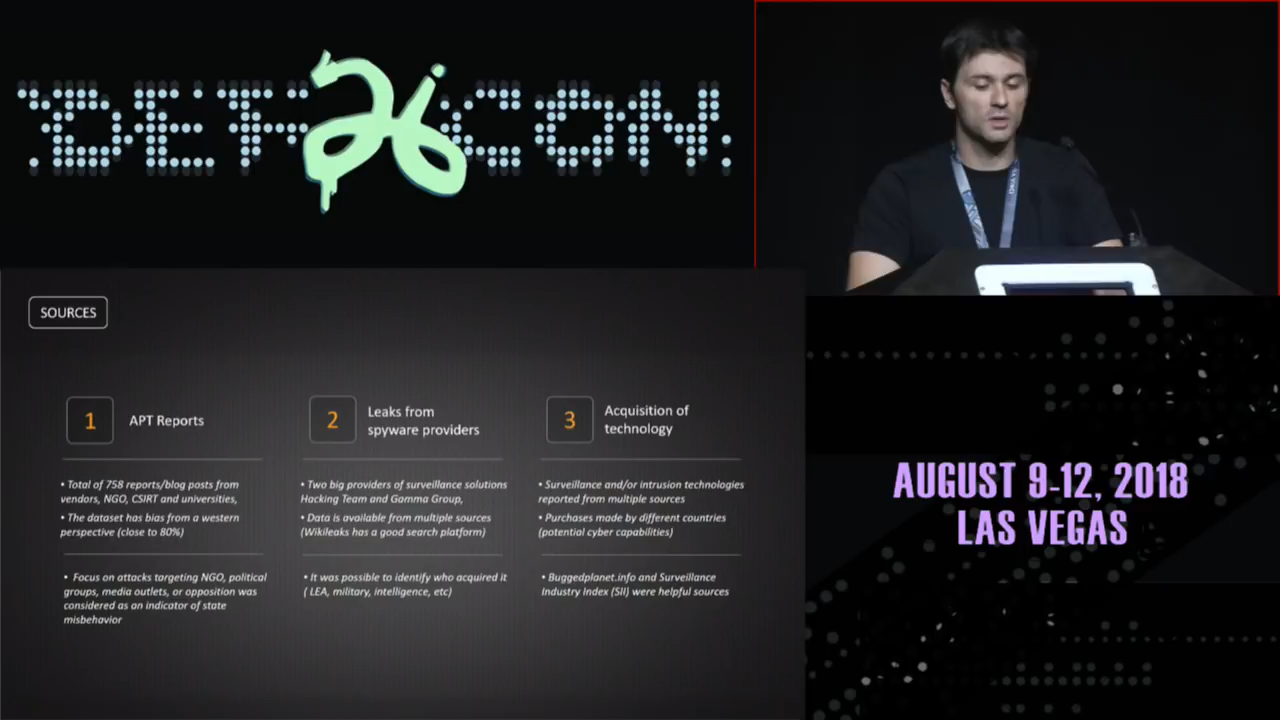 DEF 26 CON
SOURCES
1
APT Reports
• Total of 758 reports/blog posts from
vendors, NGO, CSIRT and universities,
• The dataset has bias from a western
perspective (close to 80%)
• Focus on attacks targeting NGO, political
groups, media outlets, or opposition was
considered as an indicator of state
misbehavior
2
Leaks from
spyware providers
• Two big providers of surveillance solutions
Hacking Team and Gamma Group,
• Data is available from multiple sources
(Wikileaks has a good search platform)
• It was possible to identify who acquired it
( LEA, military, intelligence, etc)
3
Acquisition of
technology
• Surveillance and/or intrusion technologies
reported from multiple sources
• Purchases made by different countries
(potential cyber capabilities)
• Buggedplanet.info and Surveillance
Industry Index (SII) were helpful sources
AUGUST 9-12, 2018
LAS VEGAS